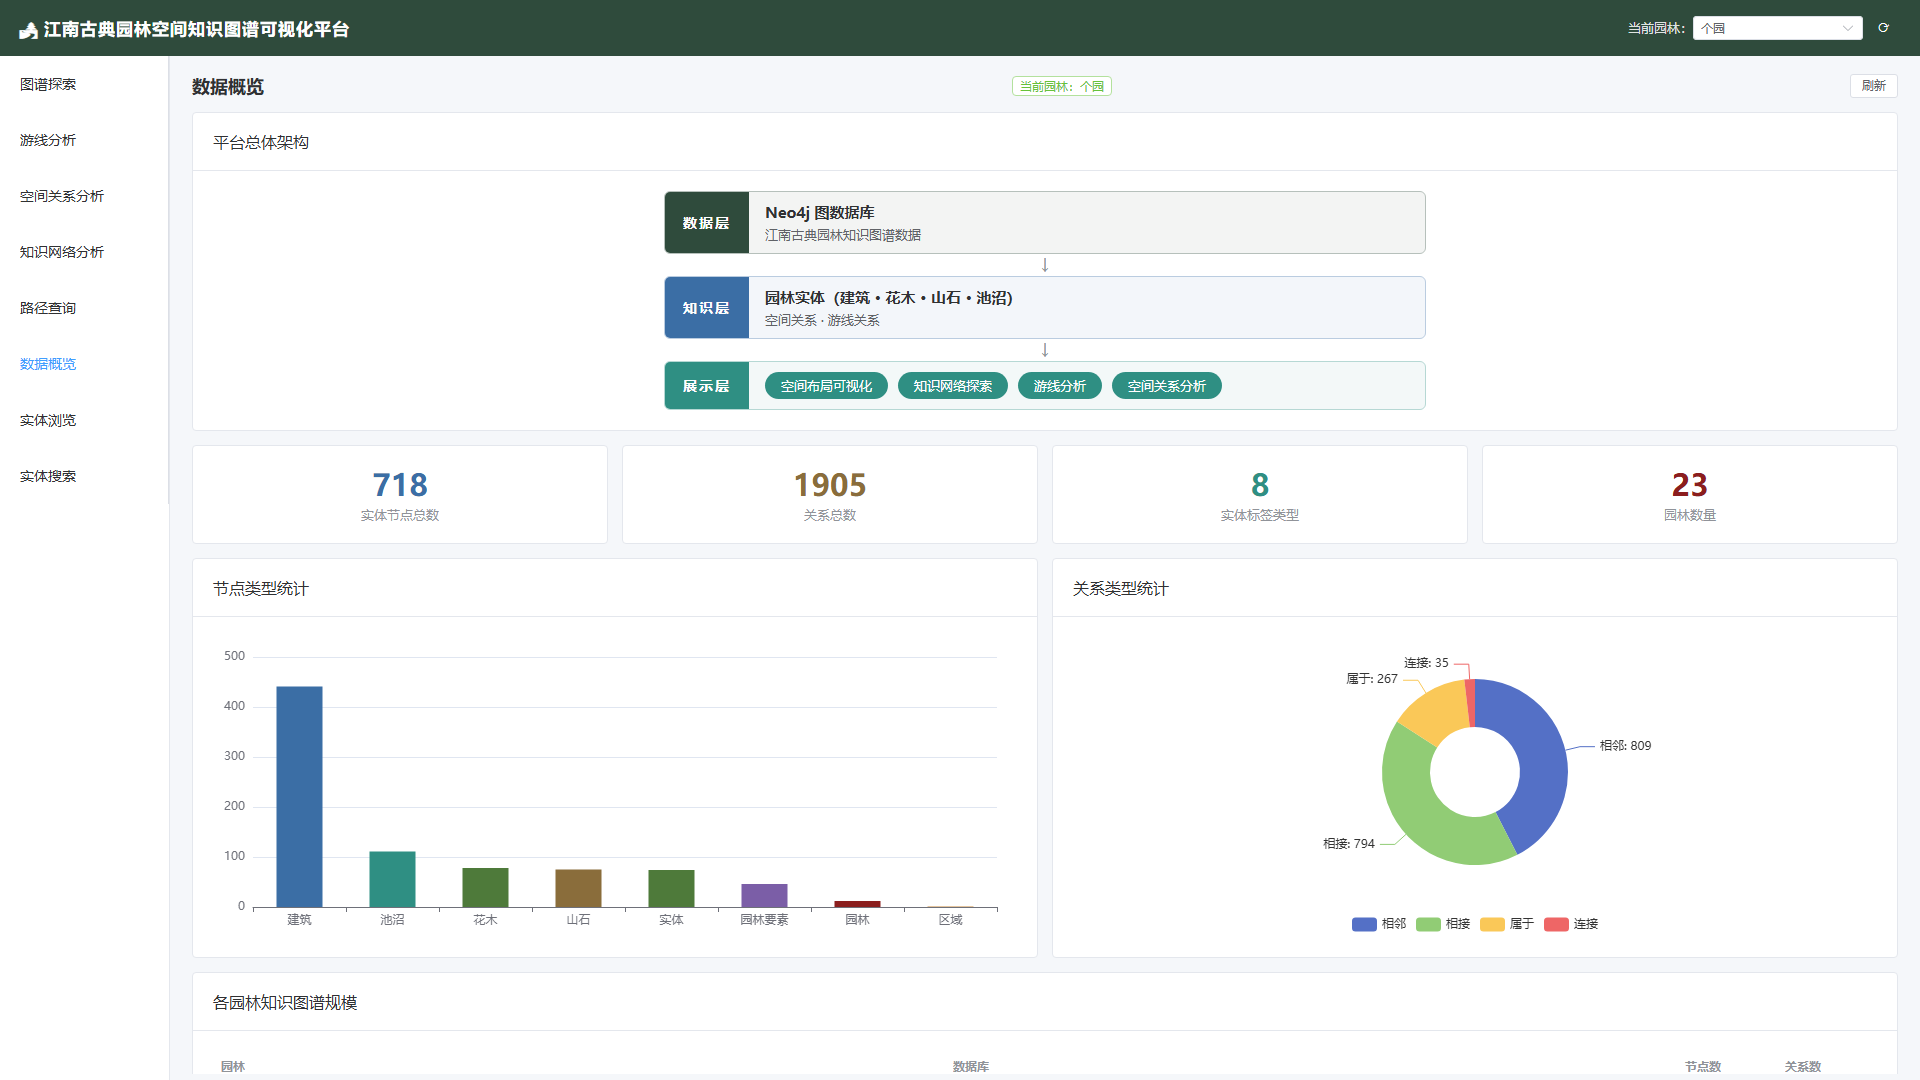 江南古典园林空间知识图谱可视化平台
当前园林：
个园
图谱探索
游线分析
空间关系分析
知识网络分析
路径查询
数据概览
实体浏览
实体搜索
数据概览
当前园林：个园
刷新
平台总体架构
数据层
Neo4j 图数据库
江南古典园林知识图谱数据
↓
知识层
园林实体（建筑・花木・山石・池沼）
空间关系 · 游线关系
↓
展示层
空间布局可视化
知识网络探索
游线分析
空间关系分析
718
实体节点总数
1905
关系总数
8
实体标签类型
23
园林数量
节点类型统计
500
400
300
200
100
0
建筑
池沼
花木
山石
实体
园林要素
园林
区域
关系类型统计
连接: 35
属于: 267
相邻: 809
相接: 794
相邻
相接
属于
连接
各园林知识图谱规模
园林
数据库
节点数
关系数